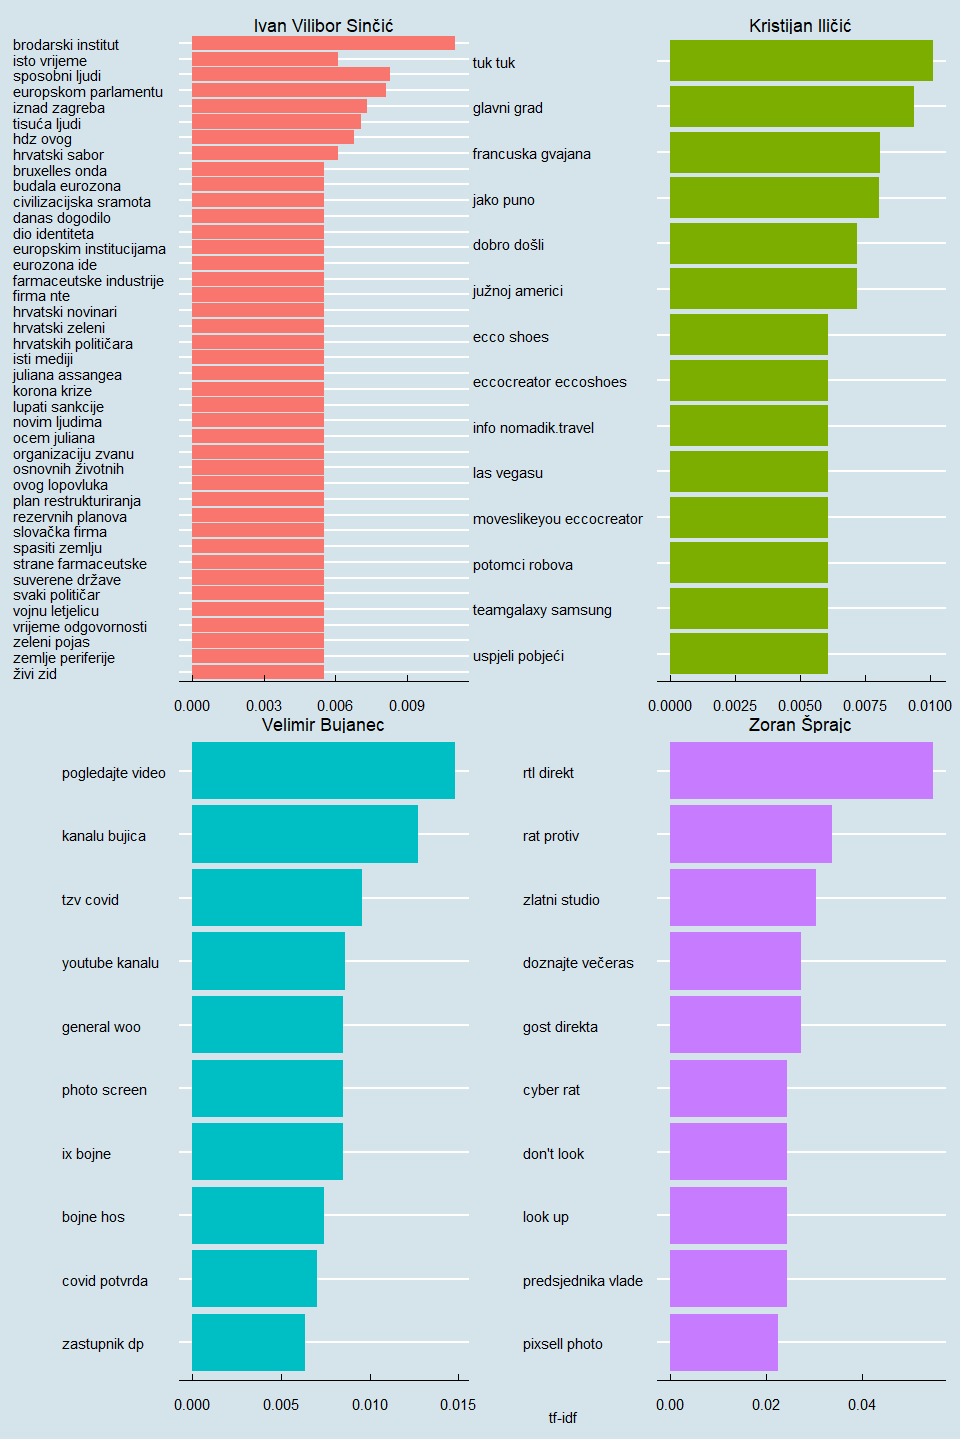 Ivan Vilibor Sinčić
brodarski institut
isto vrijeme
sposobni ljudi
europskom parlamentu
iznad zagreba
tisuća ljudi
hdz ovog
hrvatski sabor
bruxelles onda
budala eurozona
civilizacijska sramota
danas dogodilo
dio identiteta
europskim institucijama
eurozona ide
farmaceutske industrije
firma nte
hrvatski novinari
hrvatski zeleni
hrvatskih političara
isti mediji
juliana assangea
korona krize
lupati sankcije
novim ljudima
ocem juliana
organizaciju zvanu
osnovnih životnih
ovog lopovluka
plan restrukturiranja
rezervnih planova
slovačka firma
spasiti zemlju
strane farmaceutske
suverene države
svaki političar
vojnu letjelicu
vrijeme odgovornosti
zeleni pojas
zemlje periferije
živi zid
0.000 0.003 0.006 0.009
Kristijan Iličić
tuk tuk
glavni grad
francuska gvajana
jako puno
dobro došli
južnoj americi
ecco shoes
eccocreator eccoshoes
info nomadik.travel
las vegasu
moveslikeyou eccocreator
potomci robova
teamgalaxy samsung
uspjeli pobjeći
0.0000 0.0025 0.0050 0.0075 0.0100
Velimir Bujanec
pogledajte video
kanalu bujica
tzv covid
youtube kanalu
general woo
photo screen
ix bojne
bojne hos
covid potvrda
zastupnik dp
0.000 0.005 0.010 0.015
Zoran Šprajc
rtl direkt
rat protiv
zlatni studio
doznajte večeras
gost direkta
cyber rat
don't look
look up
predsjednika vlade
pixsell photo
0.00 0.02 0.04
tf-idf